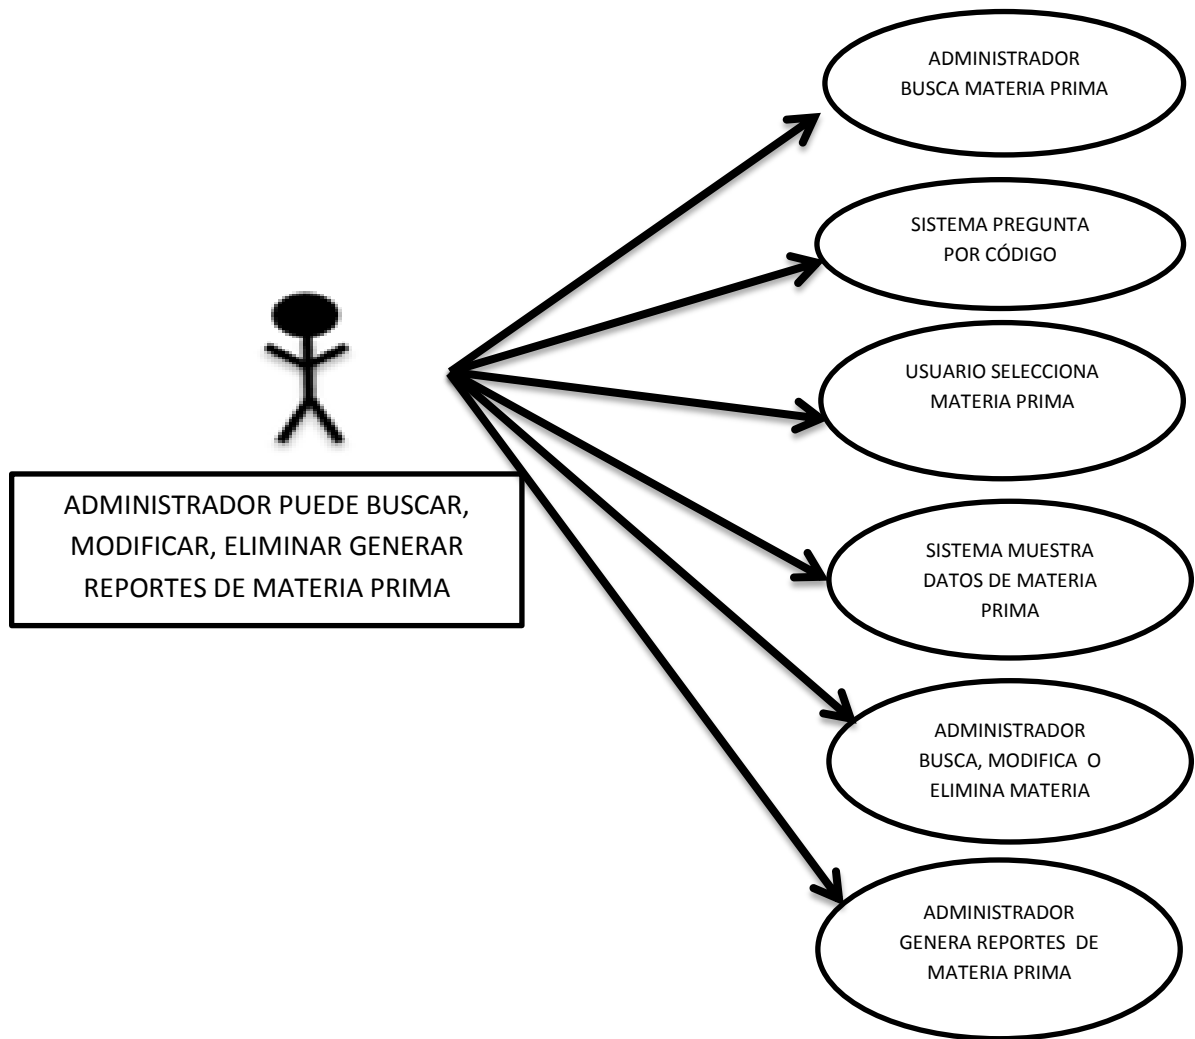 ADMINISTRADOR
BUSCA MATERIA PRIMA
SISTEMA PREGUNTA
POR CÓDIGO
USUARIO SELECCIONA
MATERIA PRIMA
ADMINISTRADOR PUEDE BUSCAR,
MODIFICAR, ELIMINAR GENERAR
REPORTES DE MATERIA PRIMA
SISTEMA MUESTRA
DATOS DE MATERIA
PRIMA
ADMINISTRADOR
BUSCA, MODIFICA O
ELIMINA MATERIA
ADMINISTRADOR
GENERA REPORTES DE
MATERIA PRIMA